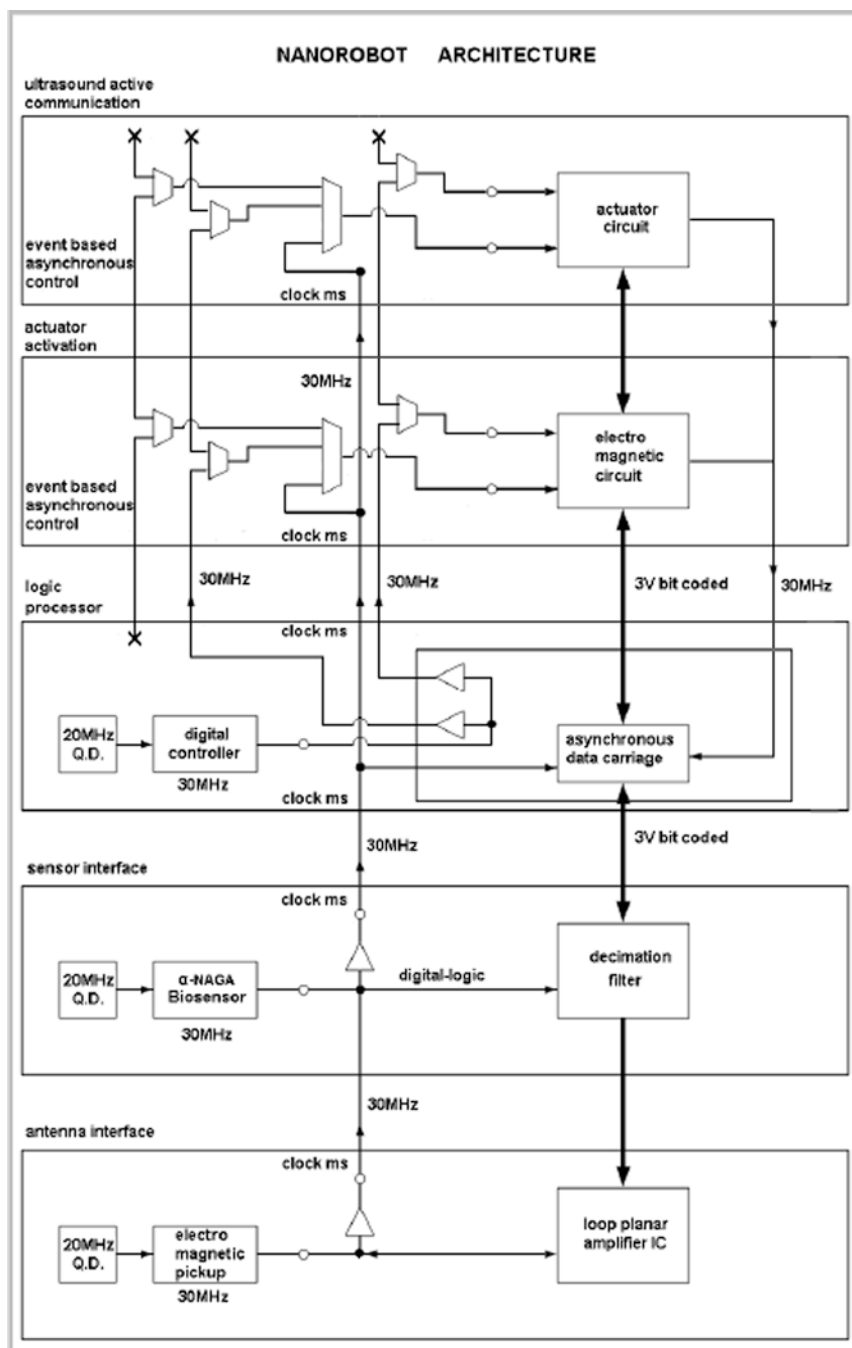 NANOROBOT ARCHITECTURE
ultrasound active
communication
actuator
circuit
event based
asynchronous
control
clock ms
actuator
activation
30MHz
electro
magnetic
circuit
event based
asynchronous
control
clock ms
30MHz
30MHz
3V bit coded
30MHz
logic
processor
clock ms
20MHz
Q.D.
digital
controller
asynchronous
data carriage
30MHz
clock ms
30MHz
3V bit coded
sensor interface
clock ms
20MHz
Q.D.
α-NAGA
Biosensor
digital-logic
decimation
filter
30MHz
30MHz
antenna interface
clock ms
20MHz
Q.D.
electro
magnetic
pickup
loop planar
amplifier IC
30MHz